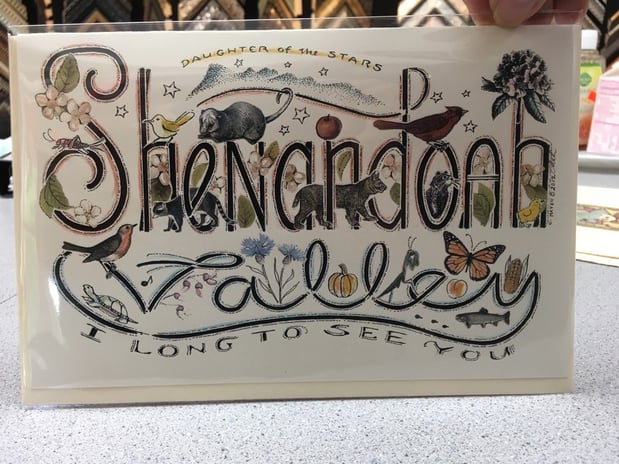 DAUGHTER OF the STARS
Shenandoah
Valley
I LONG TO SEE YOU